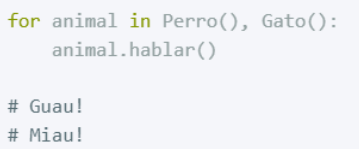 for animal in Perro(), Gato():
    animal.hablar()
# Guau!
# Miau!